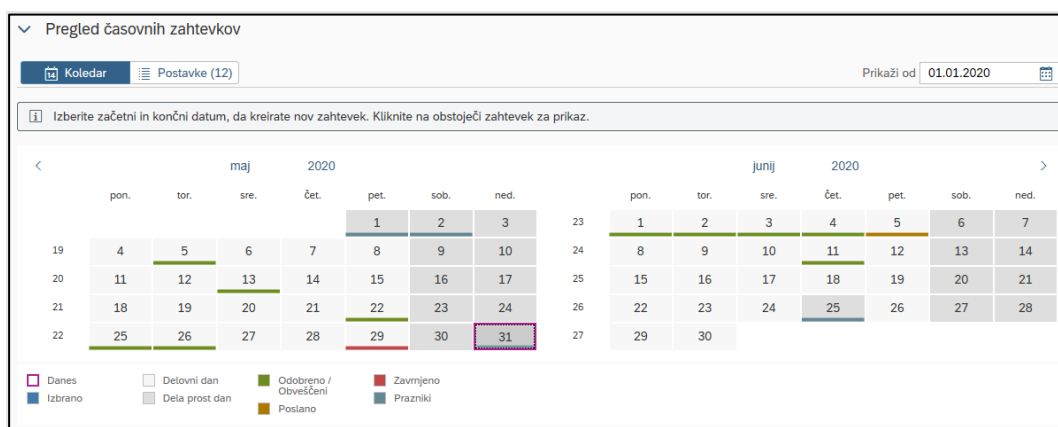 Pregled časovnih zahtevkov
14 Koledar Postavke (12) Prikaži od 01.01.2020
i Izberite začetni in končni datum, da kreirate nov zahtevek. Kliknite na obstoječi zahtevek za prikaz.
maj 2020 junij 2020
pon. tor. sre. čet. pet. sob. ned. pon. tor. sre. čet. pet. sob. ned.
1 2 3 23 1 2 3 4 5 6 7
19 4 5 6 7 8 9 10 24 8 9 10 11 12 13 14
20 11 12 13 14 15 16 17 25 15 16 17 18 19 20 21
21 18 19 20 21 22 23 24 26 22 23 24 25 26 27 28
22 25 26 27 28 29 30 31 27 29 30
Danes Delovni dan Odobreno / Zavrnjeno
Obveščeni
Izbrano Dela prost dan Prazniki
Poslano